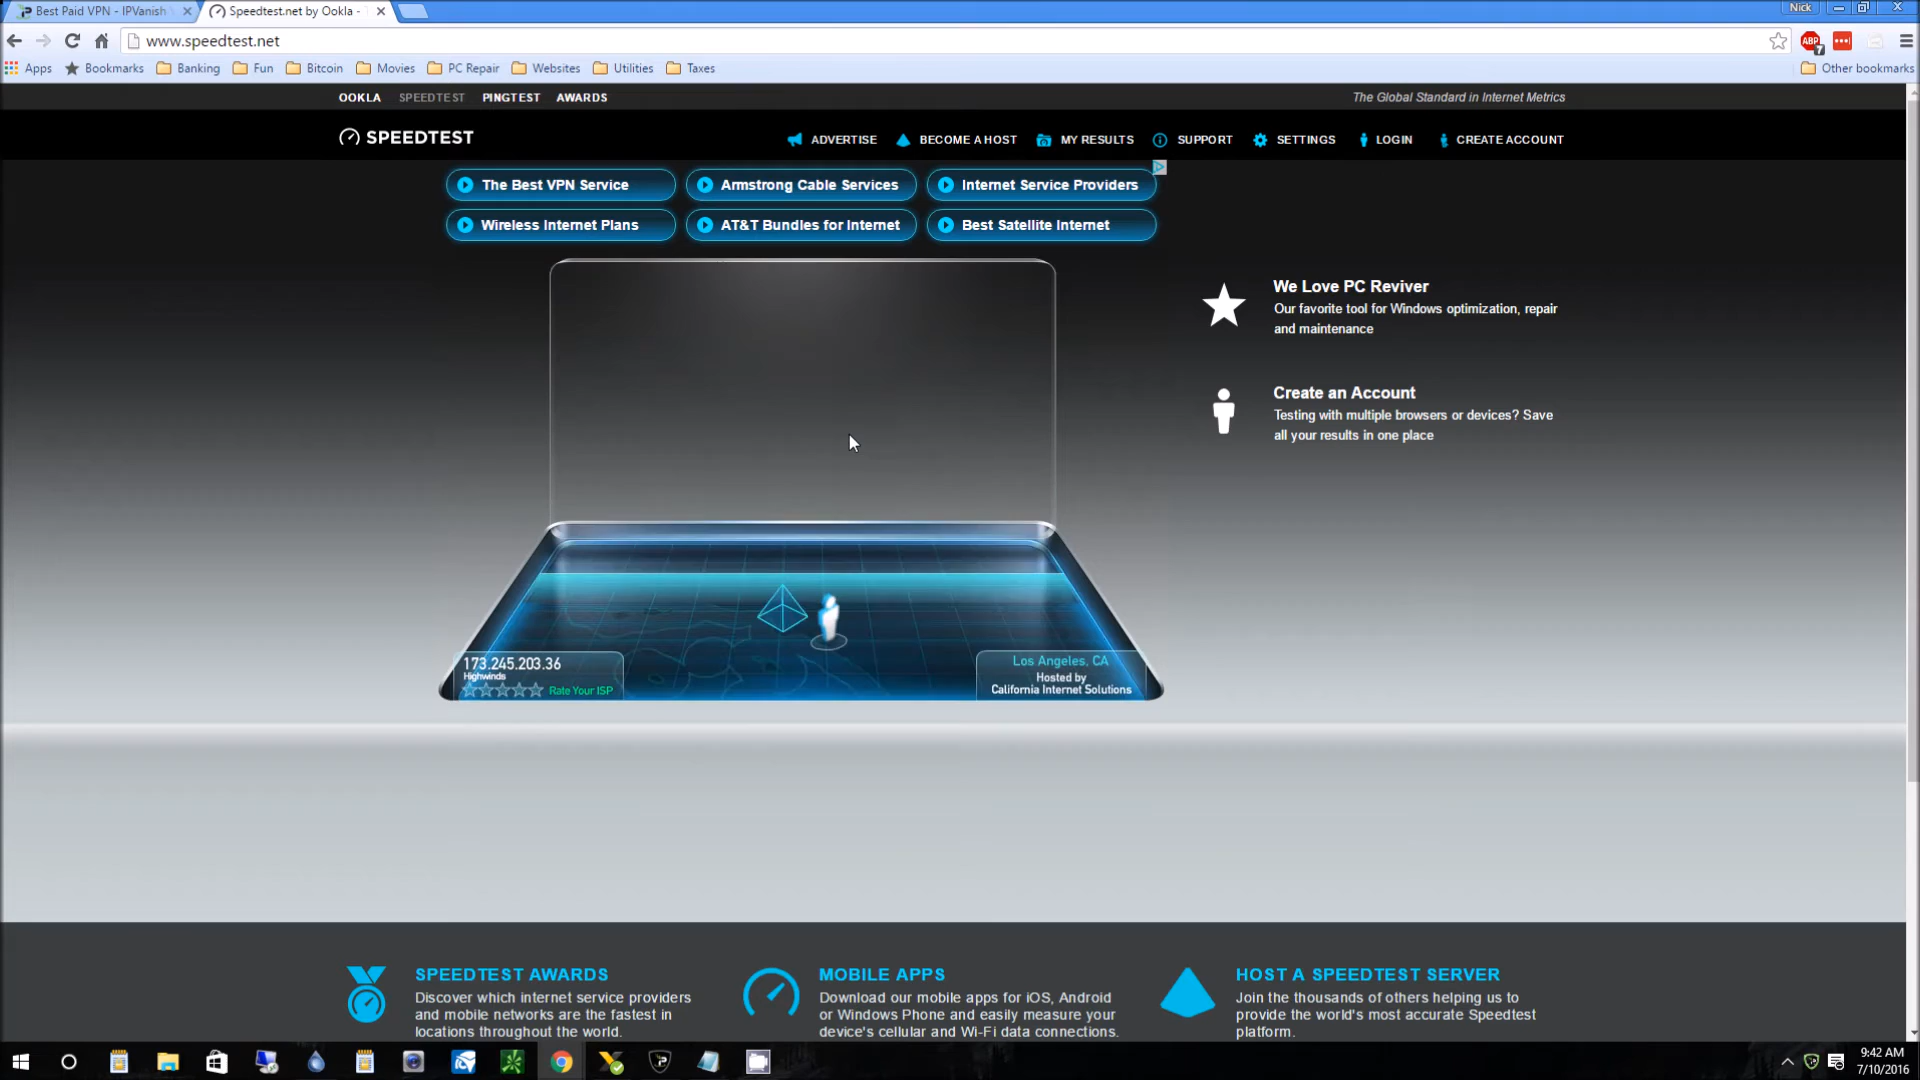 Best Paid VPN - IPVanish
Speedtest.net by Ookla -
Nick
www.speedtest.net
ABP
7
Apps
Bookmarks
Banking
Fun
Bitcoin
Movies
PC Repair
Websites
Utilities
Taxes
Other bookmarks
OOKLA
SPEEDTEST
PINGTEST
AWARDS
The Global Standard in Internet Metrics
SPEEDTEST
ADVERTISE
BECOME A HOST
MY RESULTS
SUPPORT
SETTINGS
LOGIN
CREATE ACCOUNT
The Best VPN Service
Armstrong Cable Services
Internet Service Providers
Wireless Internet Plans
AT&T Bundles for Internet
Best Satellite Internet
We Love PC Reviver
Our favorite tool for Windows optimization, repair
and maintenance
Create an Account
Testing with multiple browsers or devices? Save
all your results in one place
173.245.203.36
Highwinds
Rate Your ISP
Los Angeles, CA
Hosted by
California Internet Solutions
SPEEDTEST AWARDS
Discover which internet service providers
and mobile networks are the fastest in
locations throughout the world.
MOBILE APPS
Download our mobile apps for iOS, Android
or Windows Phone and easily measure your
device's cellular and Wi-Fi data connections.
HOST A SPEEDTEST SERVER
Join the thousands of others helping us to
provide the world's most accurate Speedtest
platform.
9:42 AM
7/10/2016